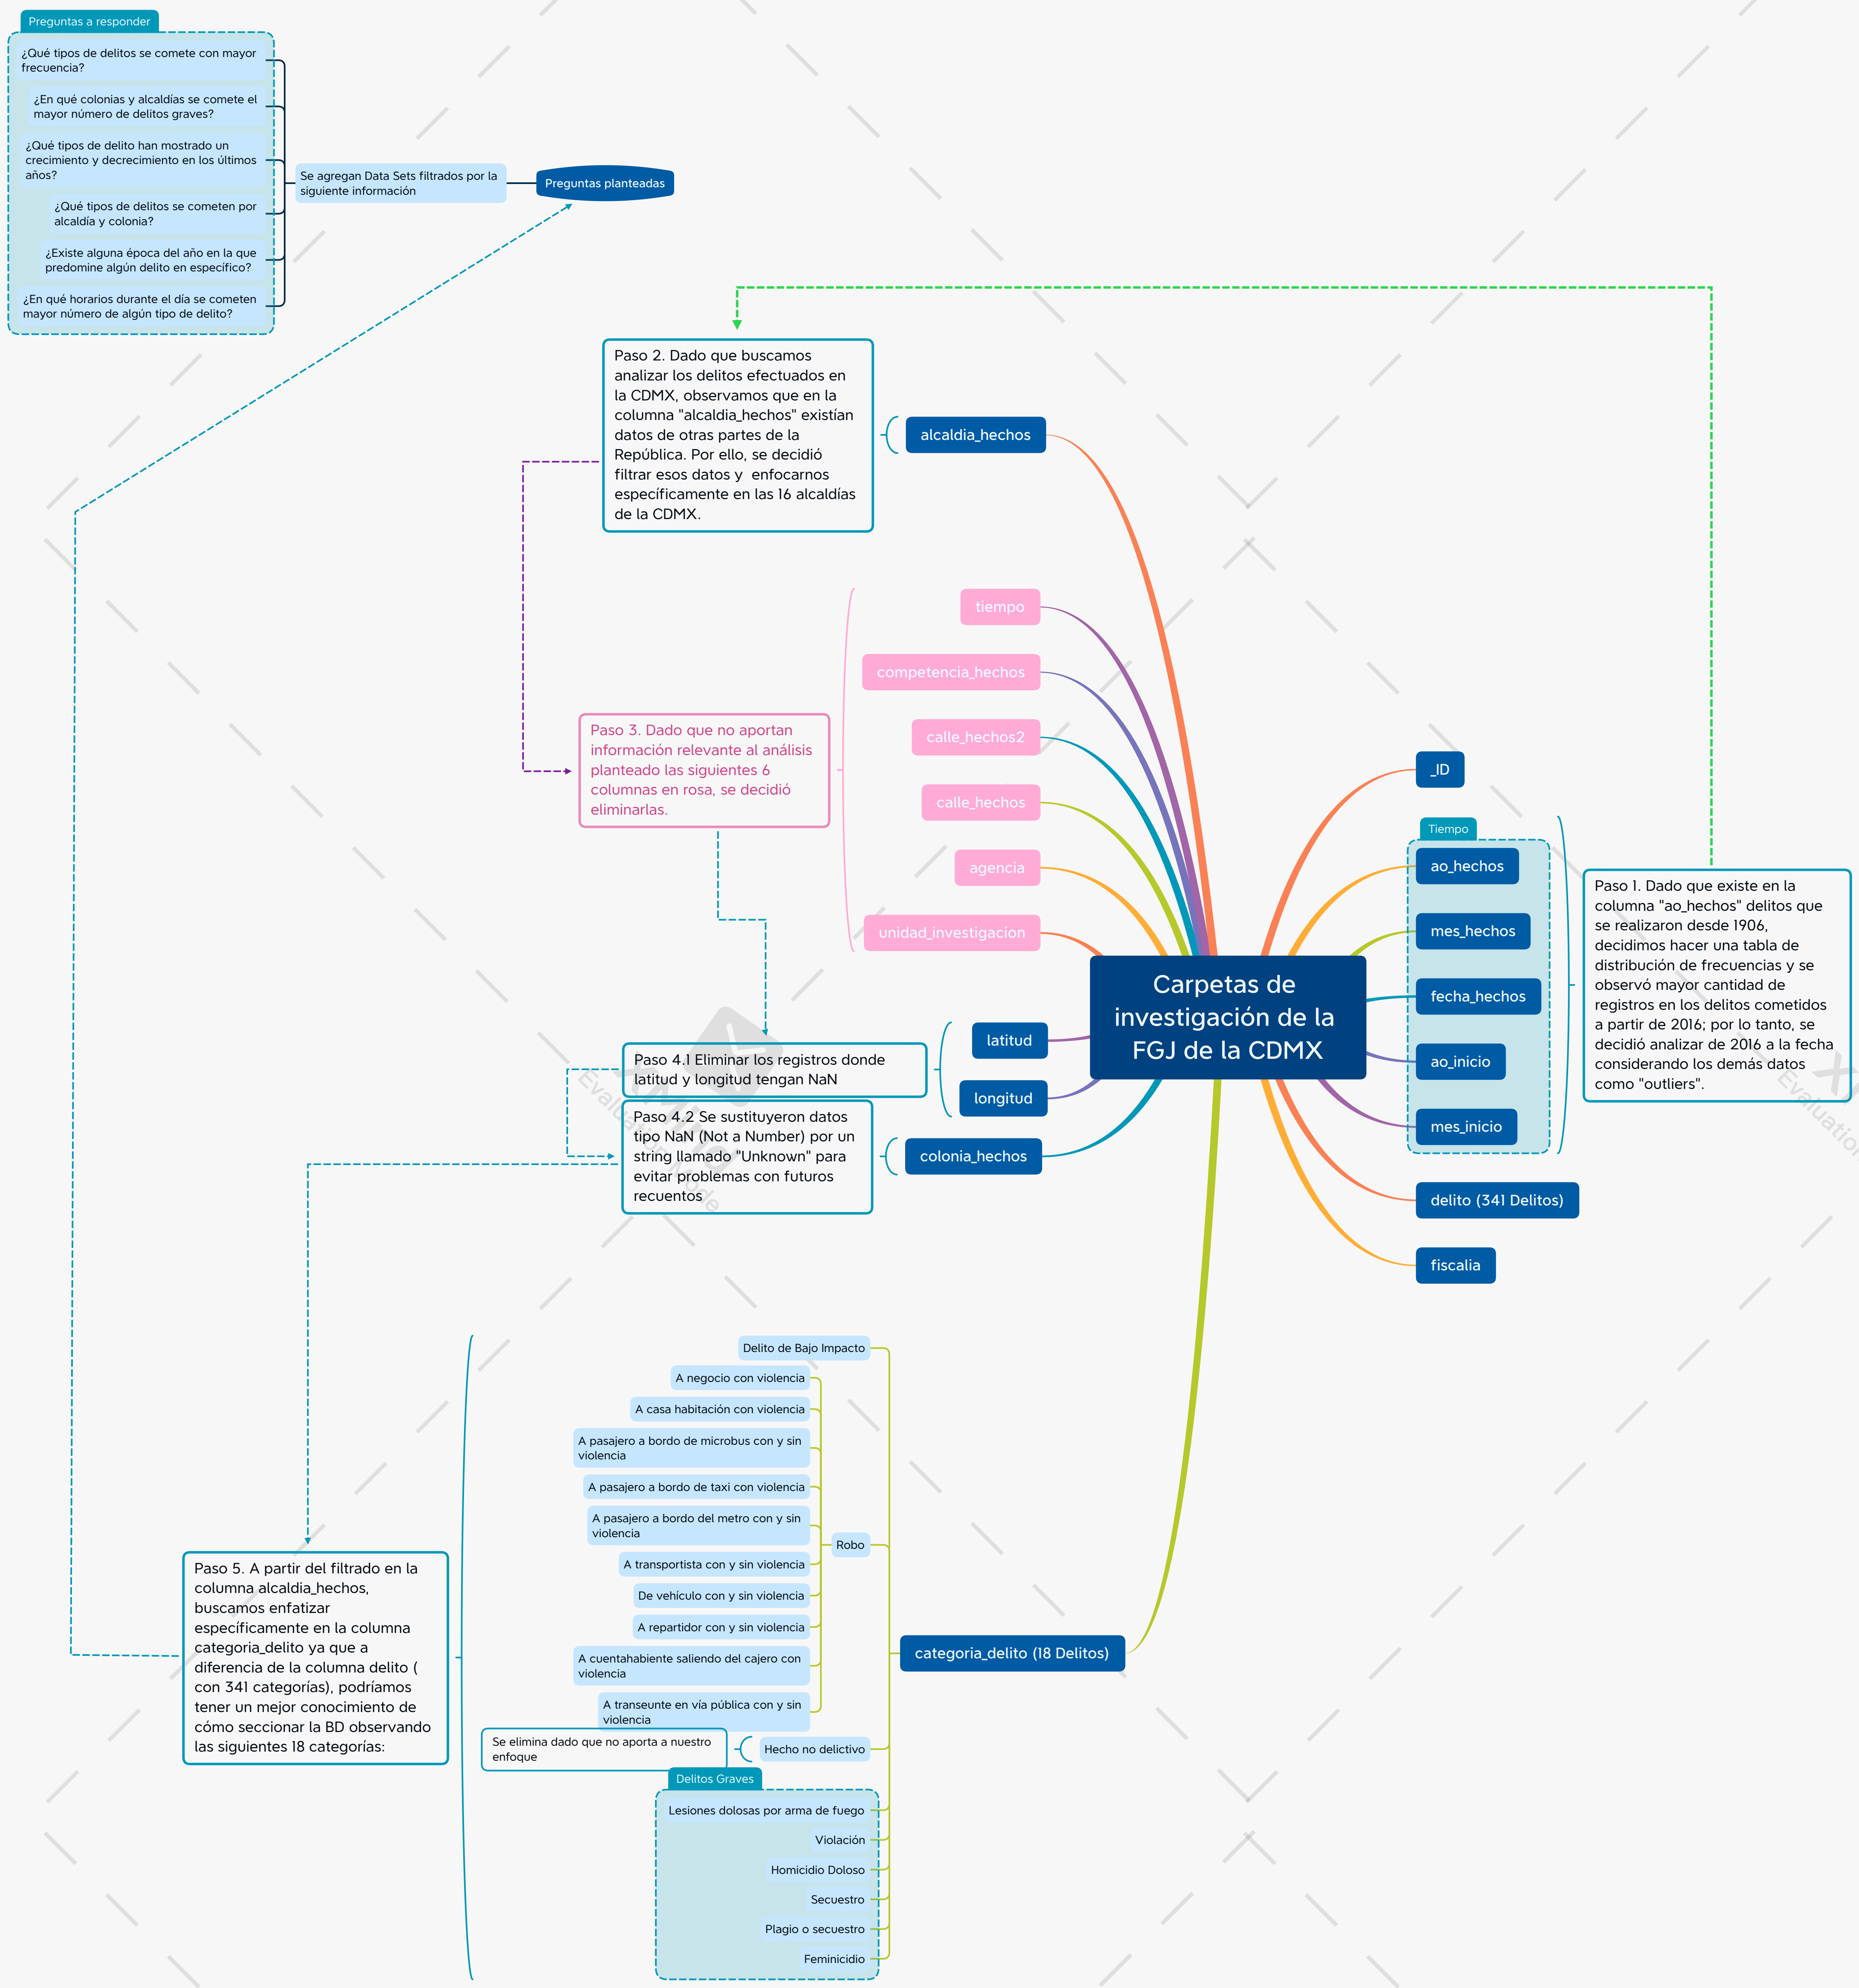 Preguntas a responder
¿Qué tipos de delitos se comete con mayor
frecuencia?
¿En qué colonias y alcaldías se comete el
mayor número de delitos graves?
¿Qué tipos de delito han mostrado un
crecimiento y decrecimiento en los últimos
años?
¿Qué tipos de delitos se cometen por
alcaldía y colonia?
¿Existe alguna época del año en la que
predomine algún delito en específico?
¿En qué horarios durante el día se cometen
mayor número de algún tipo de delito?
Se agregan Data Sets filtrados por la
siguiente información
Preguntas planteadas
Paso 2. Dado que buscamos
analizar los delitos efectuados en
la CDMX, observamos que en la
columna "alcaldia_hechos" existían
datos de otras partes de la
República. Por ello, se decidió
filtrar esos datos y  enfocarnos
específicamente en las 16 alcaldías
de la CDMX.
alcaldia_hechos
tiempo
competencia_hechos
calle_hechos2
calle_hechos
agencia
unidad_investigacion
Paso 3. Dado que no aportan
información relevante al análisis
planteado las siguientes 6
columnas en rosa, se decidió
eliminarlas.
_ID
Tiempo
ao_hechos
mes_hechos
fecha_hechos
ao_inicio
mes_inicio
delito (341 Delitos)
fiscalia
Paso 1. Dado que existe en la
columna "ao_hechos" delitos que
se realizaron desde 1906,
decidimos hacer una tabla de
distribución de frecuencias y se
observó mayor cantidad de
registros en los delitos cometidos
a partir de 2016; por lo tanto, se
decidió analizar de 2016 a la fecha
considerando los demás datos
como "outliers".
Carpetas de
investigación de la
FGJ de la CDMX
latitud
longitud
Paso 4.1 Eliminar los registros donde
latitud y longitud tengan NaN
Paso 4.2 Se sustituyeron datos
tipo NaN (Not a Number) por un
string llamado "Unknown" para
evitar problemas con futuros
recuentos
colonia_hechos
XMind
Evaluation Mode
Evaluation
Delito de Bajo Impacto
A negocio con violencia
A casa habitación con violencia
A pasajero a bordo de microbus con y sin
violencia
A pasajero a bordo de taxi con violencia
A pasajero a bordo del metro con y sin
violencia
A transportista con y sin violencia
De vehículo con y sin violencia
A repartidor con y sin violencia
A cuentahabiente saliendo del cajero con
violencia
A transeunte en vía pública con y sin
violencia
Robo
categoria_delito (18 Delitos)
Se elimina dado que no aporta a nuestro
enfoque
Hecho no delictivo
Delitos Graves
Lesiones dolosas por arma de fuego
Violación
Homicidio Doloso
Secuestro
Plagio o secuestro
Feminicidio
Paso 5. A partir del filtrado en la
columna alcaldia_hechos,
buscamos enfatizar
específicamente en la columna
categoria_delito ya que a
diferencia de la columna delito (
con 341 categorías), podríamos
tener un mejor conocimiento de
cómo seccionar la BD observando
las siguientes 18 categorías: